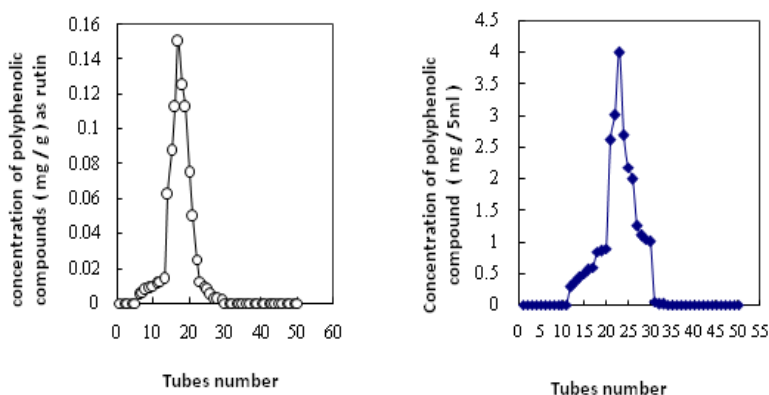 concentration of polyphenolic
compounds ( mg / g ) as rutin
0.16
0.14
0.12
0.1
0.08
0.06
0.04
0.02
0
0 10 20 30 40 50 60
Tubes number
Concentration of polyphenolic
compound ( mg / 5ml )
4.5
4
3.5
3
2.5
2
1.5
1
0.5
0
0 5 10 15 20 25 30 35 40 45 50 55
Tubes number